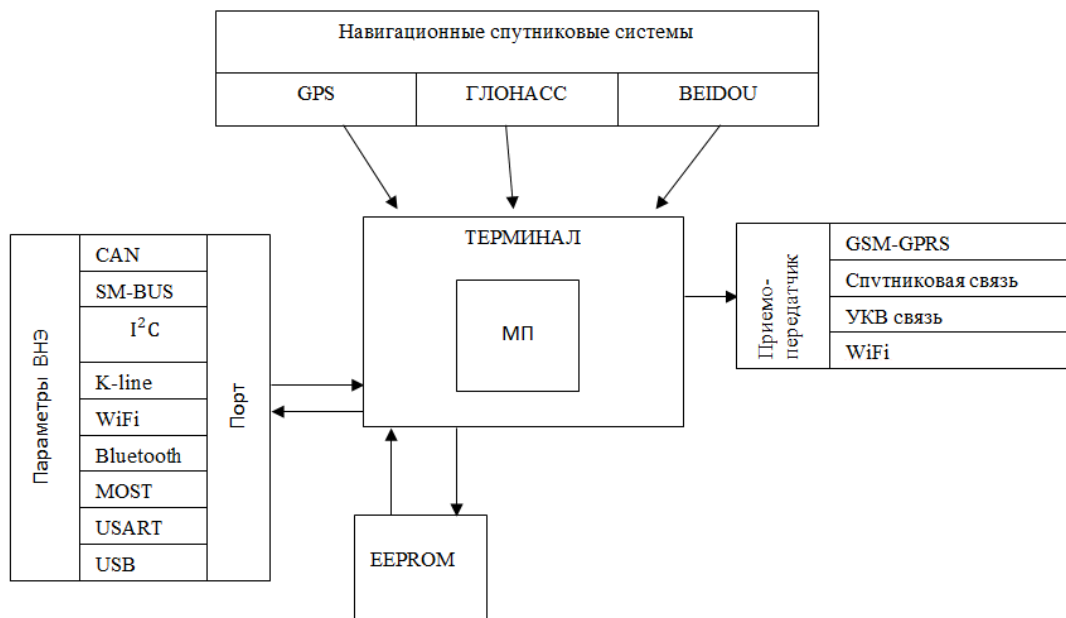 Навигационные спутниковые системы
GPS
ГЛОНАСС
BEIDOU
ТЕРМИНАЛ
МП
Параметры ВНЭ
CAN
SM-BUS
I²C
K-line
WiFi
Bluetooth
MOST
USART
USB
Порт
Приемо-
передатчик
GSM-GPRS
Спутниковая связь
УКВ связь
WiFi
EEPROM